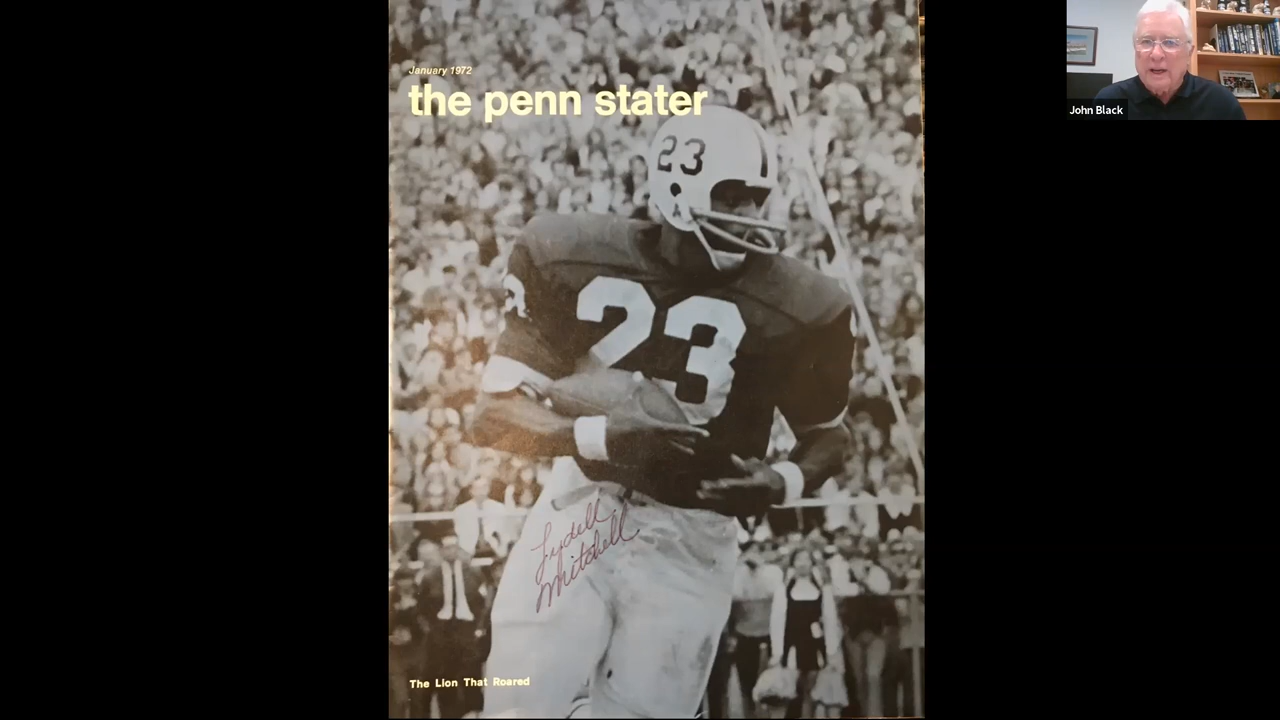 January 1972
the penn stater
23
23
Lydell
Mitchell
The Lion That Roared
John Black